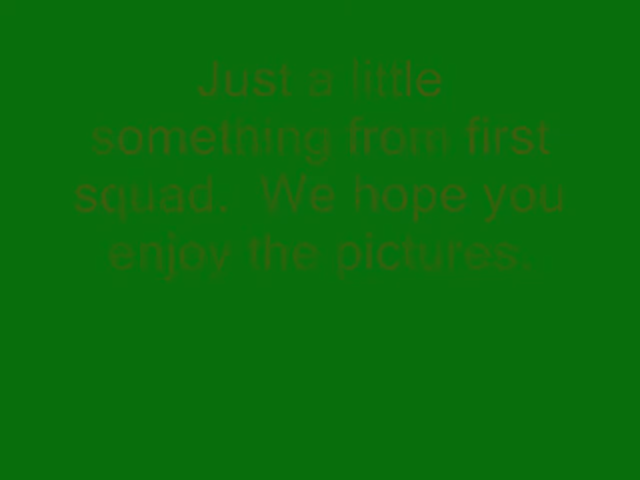 Just a little
something from first
squad. We hope you
enjoy the pictures.